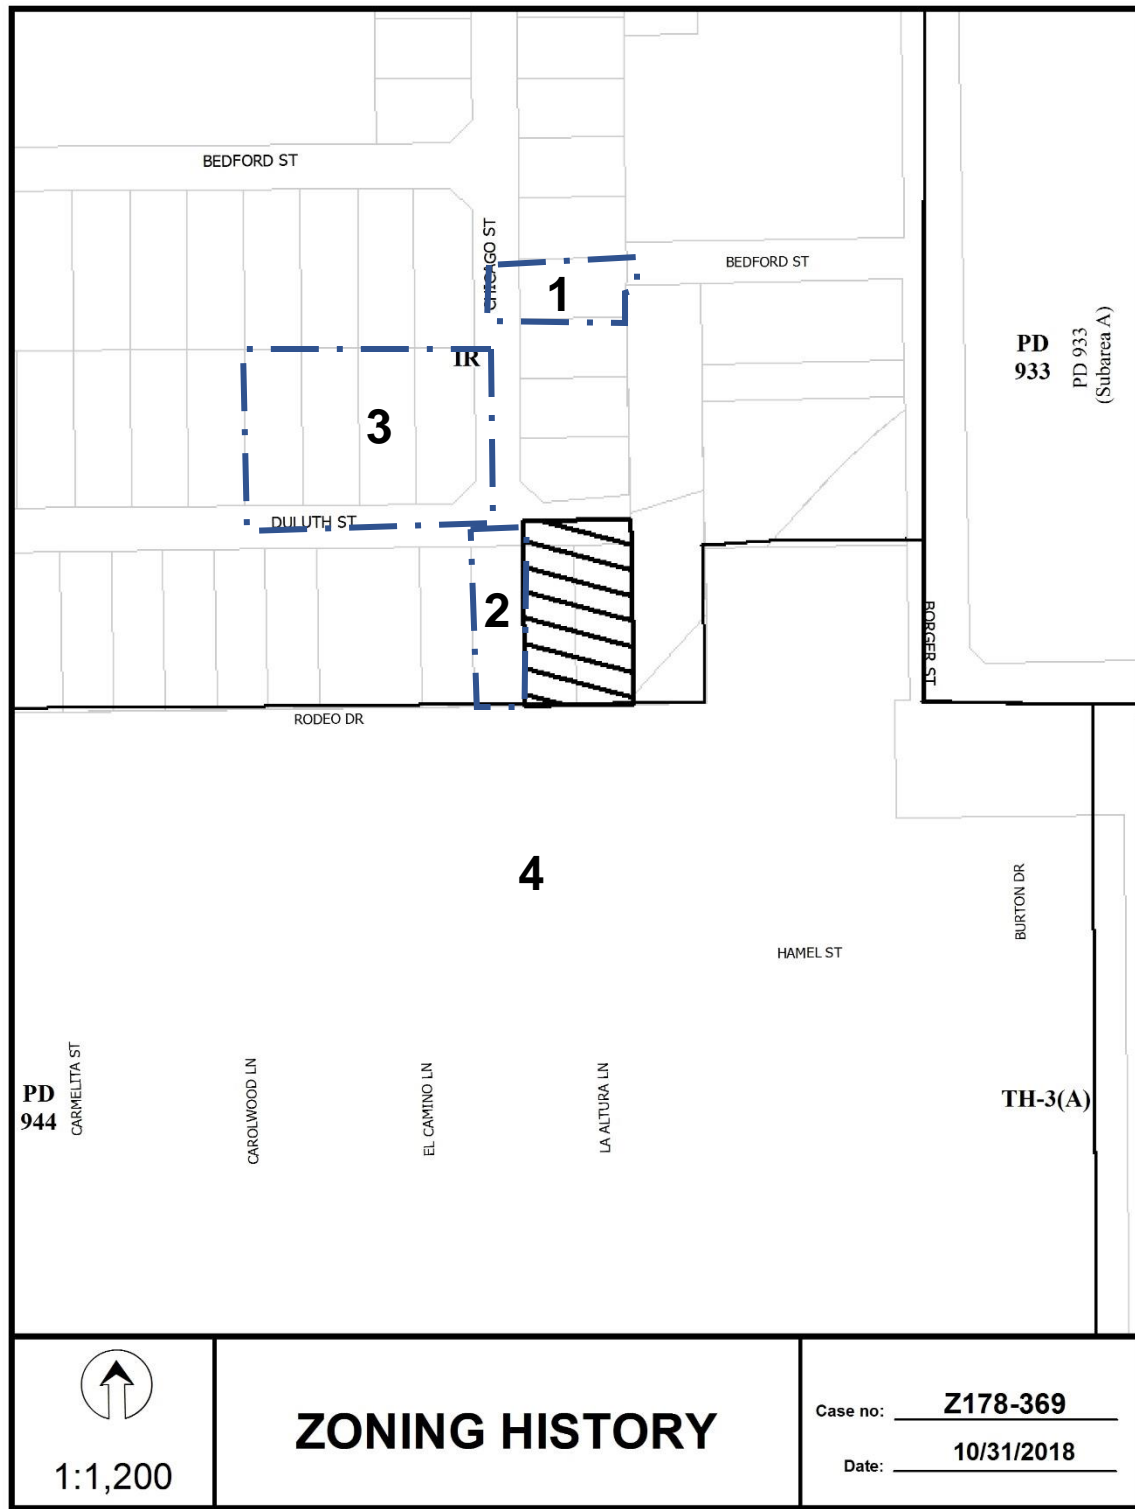 BEDFORD ST
CHICAGO ST
BEDFORD ST
1
IR
PD
933
PD 933
(Subarea A)
3
DULUTH ST
2
BORGER ST
RODEO DR
4
BURTON DR
HAMEL ST
PD
944
CARMELITA ST
CAROLWOOD LN
EL CAMINO LN
LA ALTURA LN
TH-3(A)
1:1,200
ZONING HISTORY
Case no: Z178-369
Date: 10/31/2018